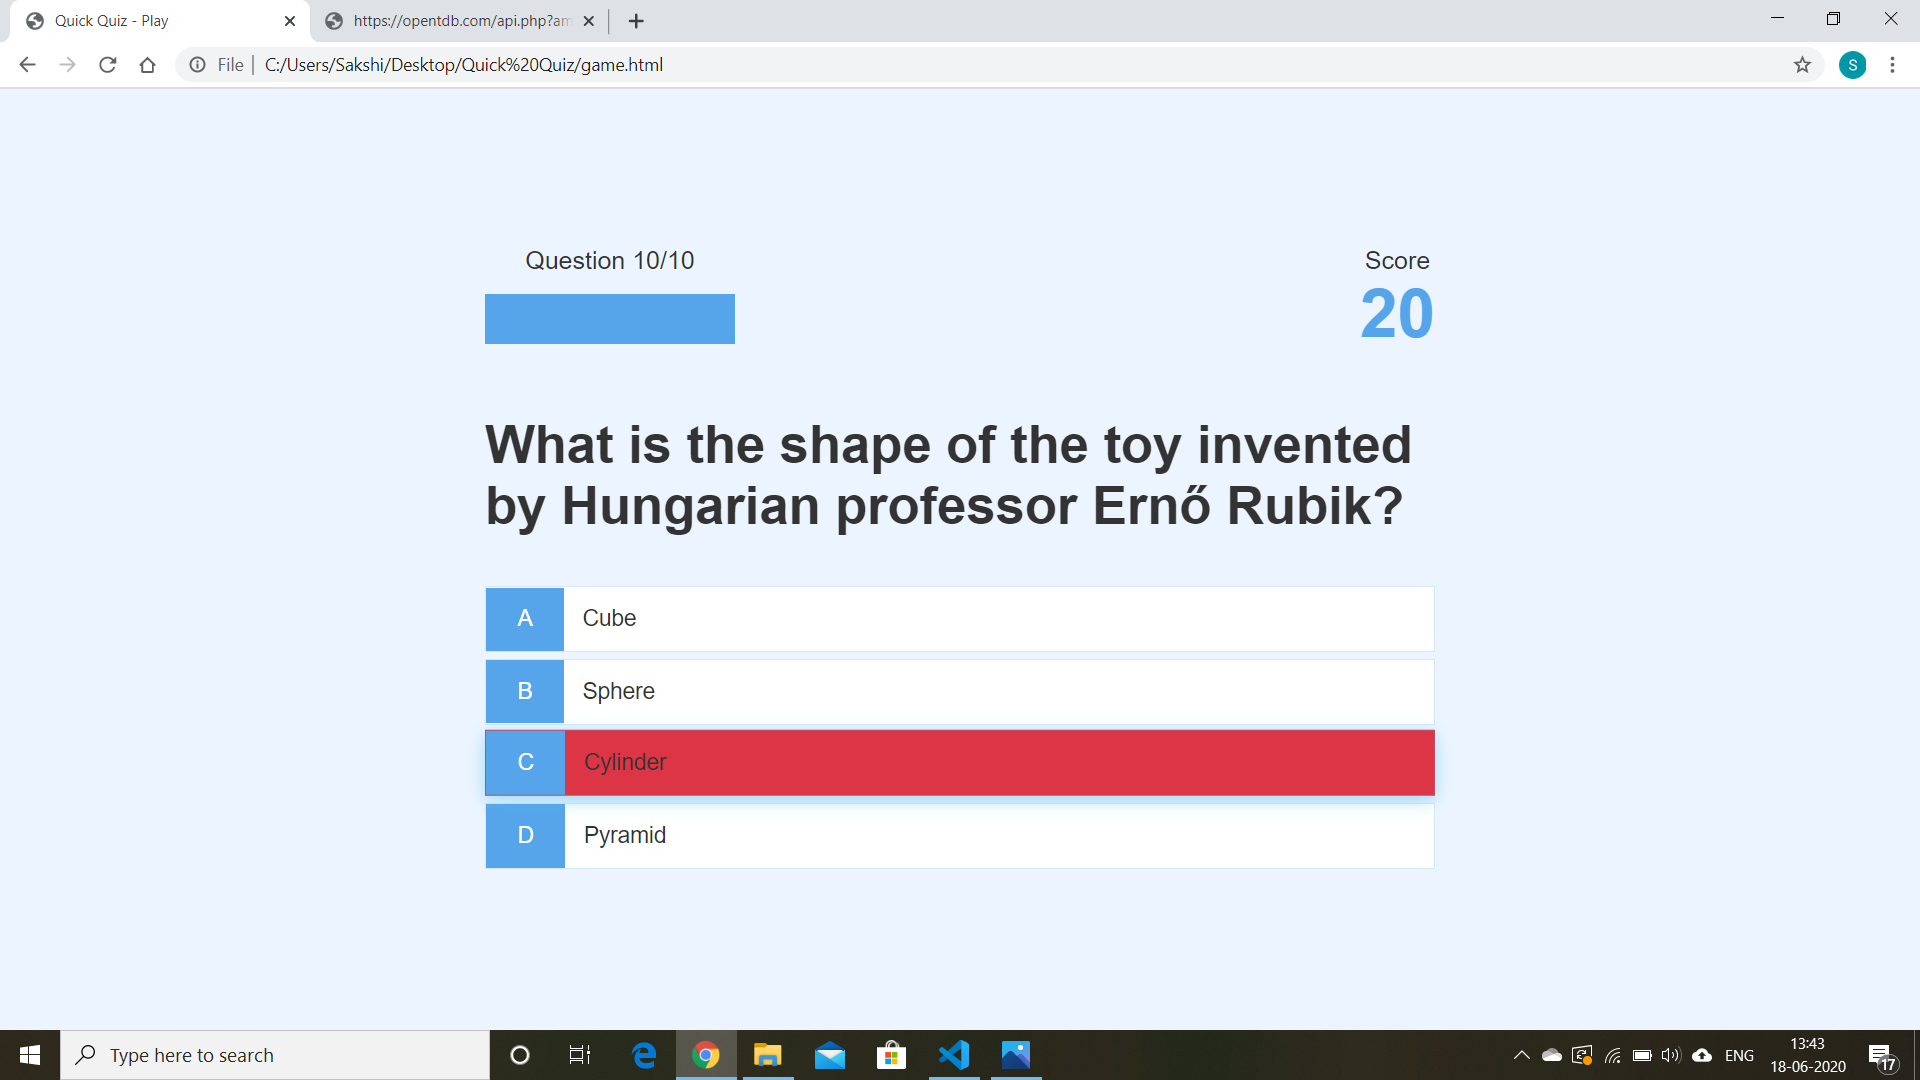 Quick Quiz - Play
https://opentdb.com/api.php?am
File
C:/Users/Sakshi/Desktop/Quick%20Quiz/game.html
S
Question 10/10
Score
20
What is the shape of the toy invented
by Hungarian professor Ernő Rubik?
A Cube
B Sphere
C Cylinder
D Pyramid
Type here to search
ENG
13:43
18-06-2020
17